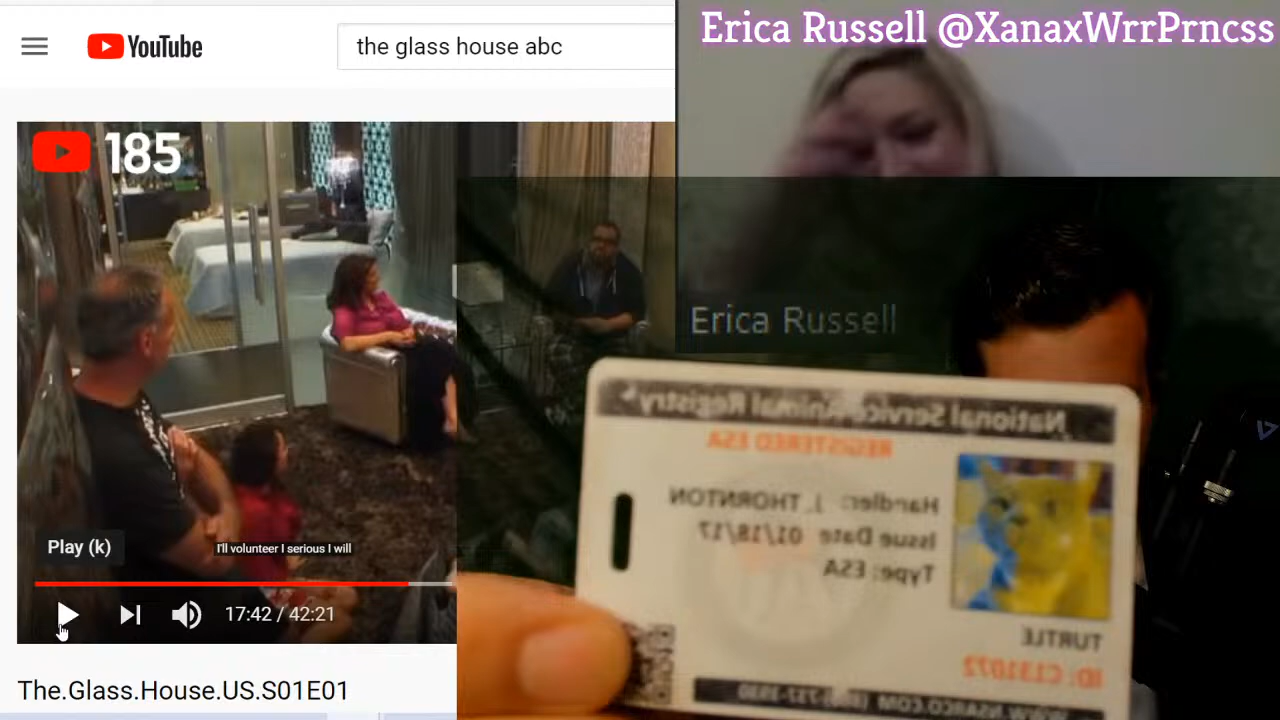 Erica Russell @XanaxWrrPrncss
YouTube
the glass house abc
185
Erica Russell
National Service Animal Registry
REGISTERED ESA
Handler: J. THORNTON
Issue Date 01/18/17
Type: ESA
TURTLE
ID: C131072
Play (k)
I'll volunteer I serious I will
17:42 / 42:21
The.Glass.House.US.S01E01